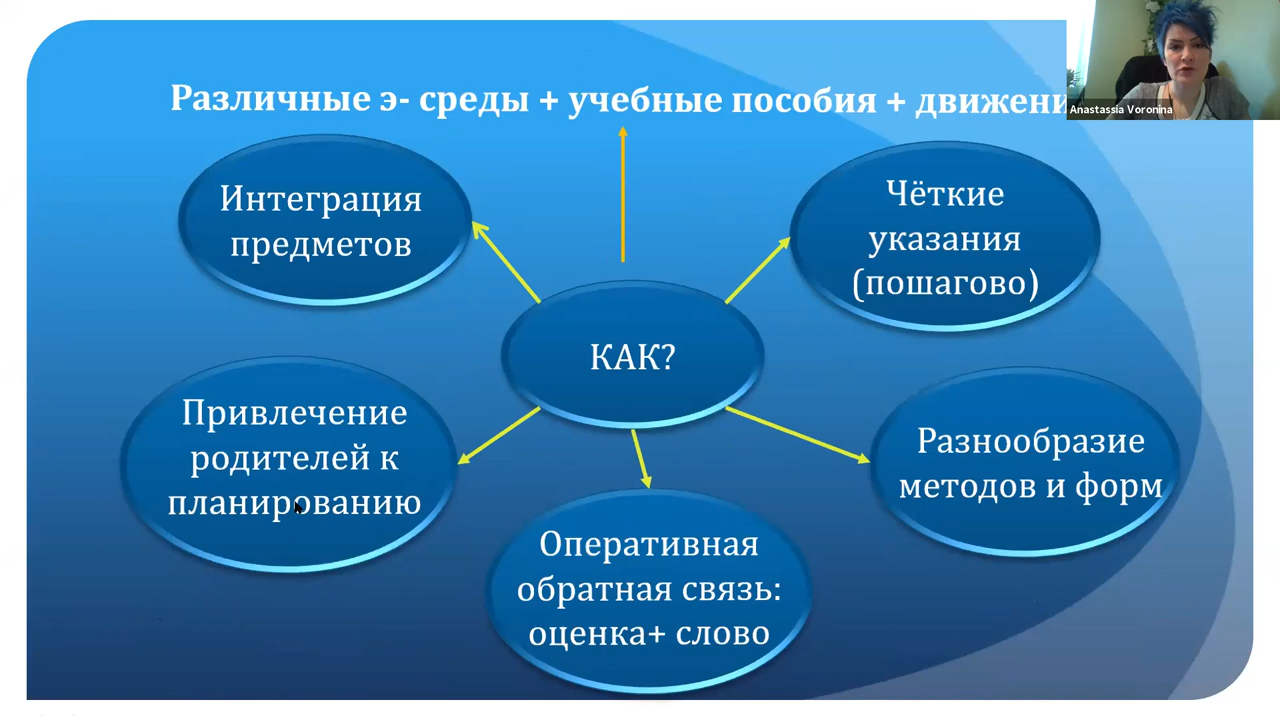 Различные э- среды + учебные пособия + движени
Anastassia Voronina
Интеграция
предметов
Чёткие
указания
(пошагово)
КАК?
Привлечение
родителей к
планированию
Разнообразие
методов и форм
Оперативная
обратная связь:
оценка+ слово